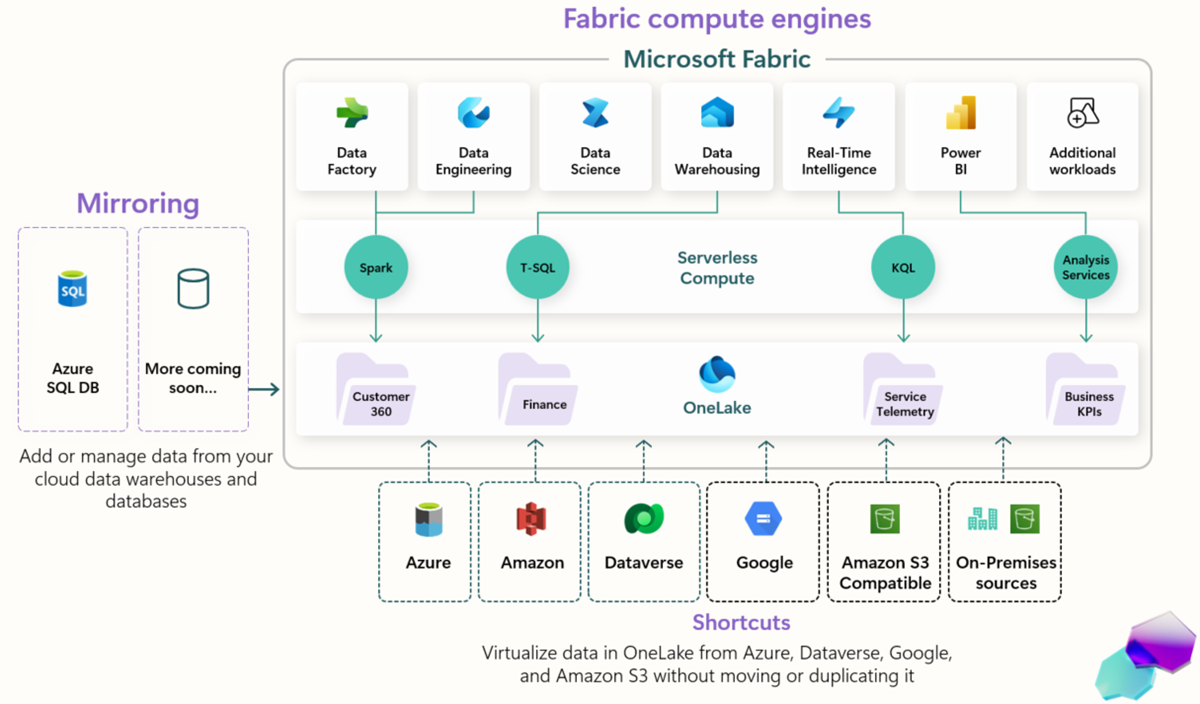 Fabric compute engines
Microsoft Fabric
Data
Factory
Data
Engineering
Data
Science
Data
Warehousing
Real-Time
Intelligence
Power
BI
Additional
workloads
Mirroring
SQL
Azure
SQL DB
More coming
soon...
Add or manage data from your
cloud data warehouses and
databases
Spark
T-SQL
Serverless
Compute
KQL
Analysis
Services
Customer
360
Finance
OneLake
Service
Telemetry
Business
KPIs
Azure
Amazon
Dataverse
Google
Amazon S3
Compatible
On-Premises
sources
Shortcuts
Virtualize data in OneLake from Azure, Dataverse, Google,
and Amazon S3 without moving or duplicating it